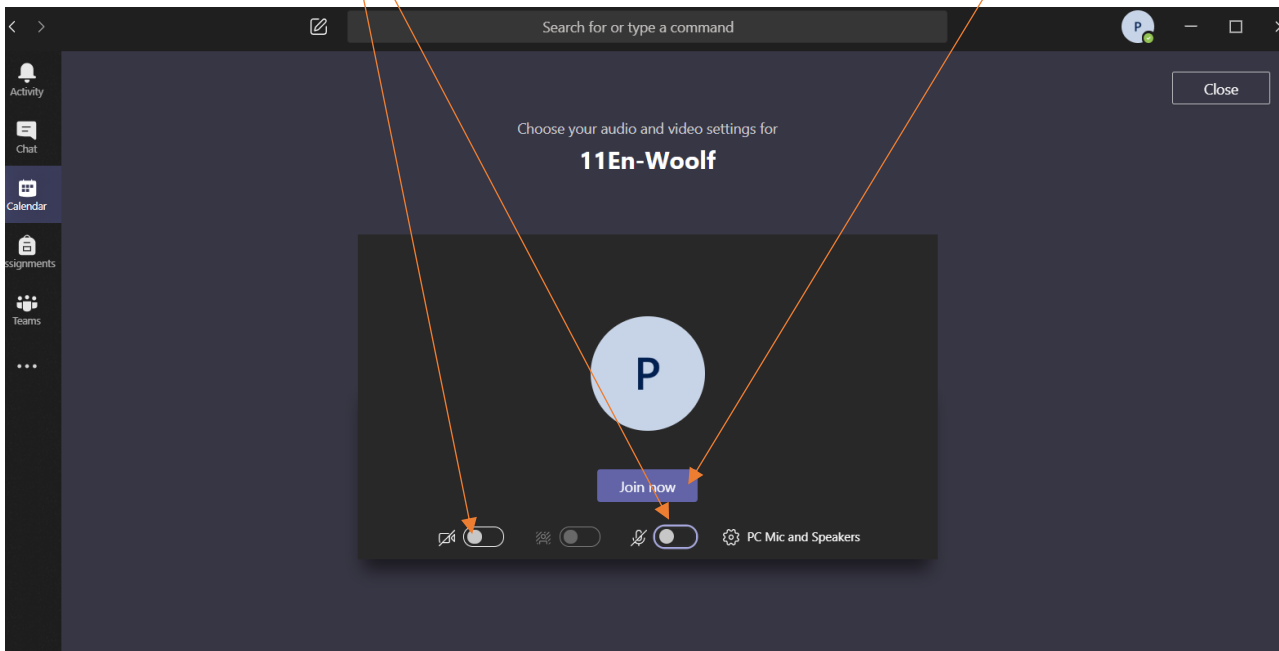 Search for or type a command
P
Activity
Close
Chat
Choose your audio and video settings for
11En-Woolf
Calendar
ssignments
Teams
P
Join now
PC Mic and Speakers